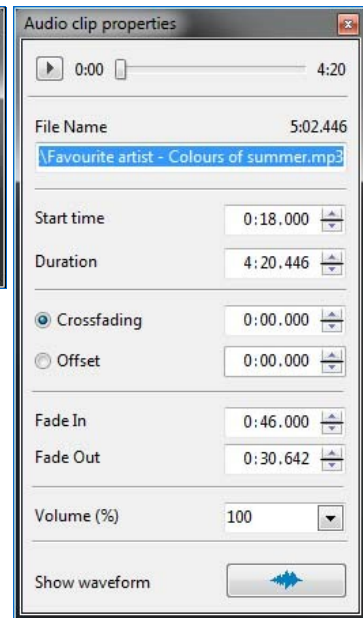 Audio clip properties
0:00 4:20
File Name 5:02.446
:\Favourite artist - Colours of summer.mp3
Start time 0:18.000
Duration 4:20.446
Crossfading 0:00.000
Offset 0:00.000
Fade In 0:46.000
Fade Out 0:30.642
Volume (%) 100
Show waveform